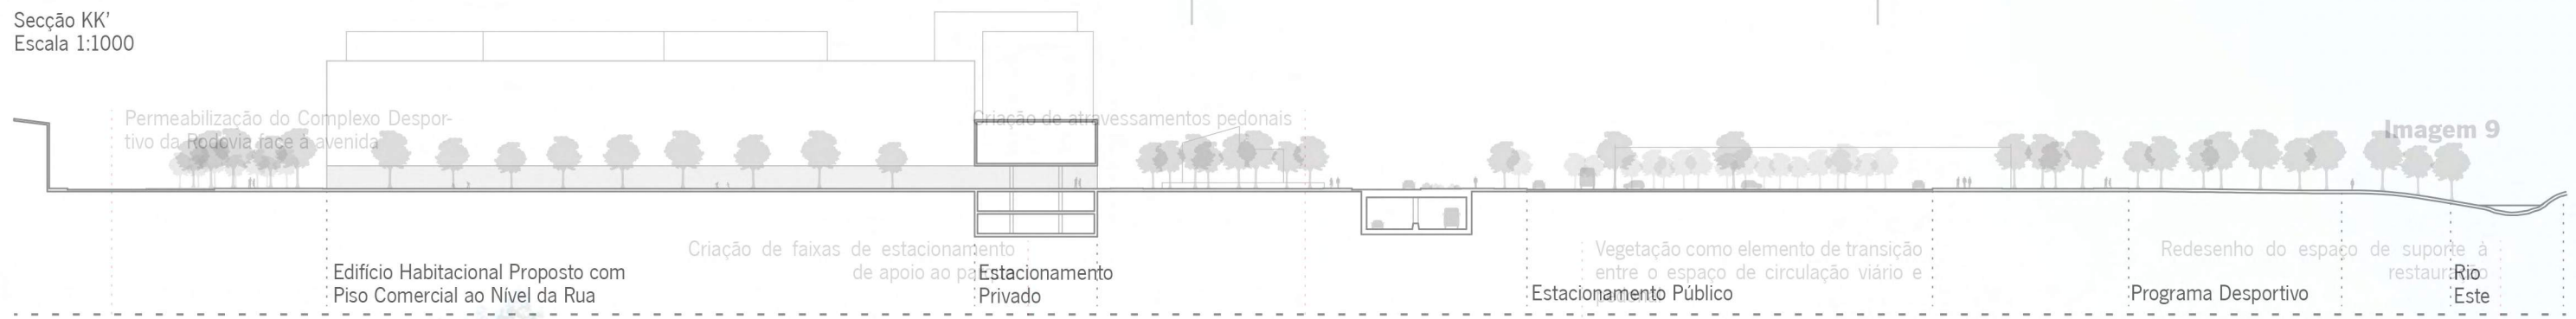 Secção KK'
Escala 1:1000
Permeabilização do Complexo Despor-
tivo da Rodovia face à avenida
Criação de atravessamentos pedonais
Imagem 9
Criação de faixas de estacionamento
de apoio ao
Edifício Habitacional Proposto com
Piso Comercial ao Nível da Rua
Estacionamento
Privado
Vegetação como elemento de transição
entre o espaço de circulação viário e
Estacionamento Público
Redesenho do espaço de suporte à
restauração
Programa Desportivo
Rio
Este